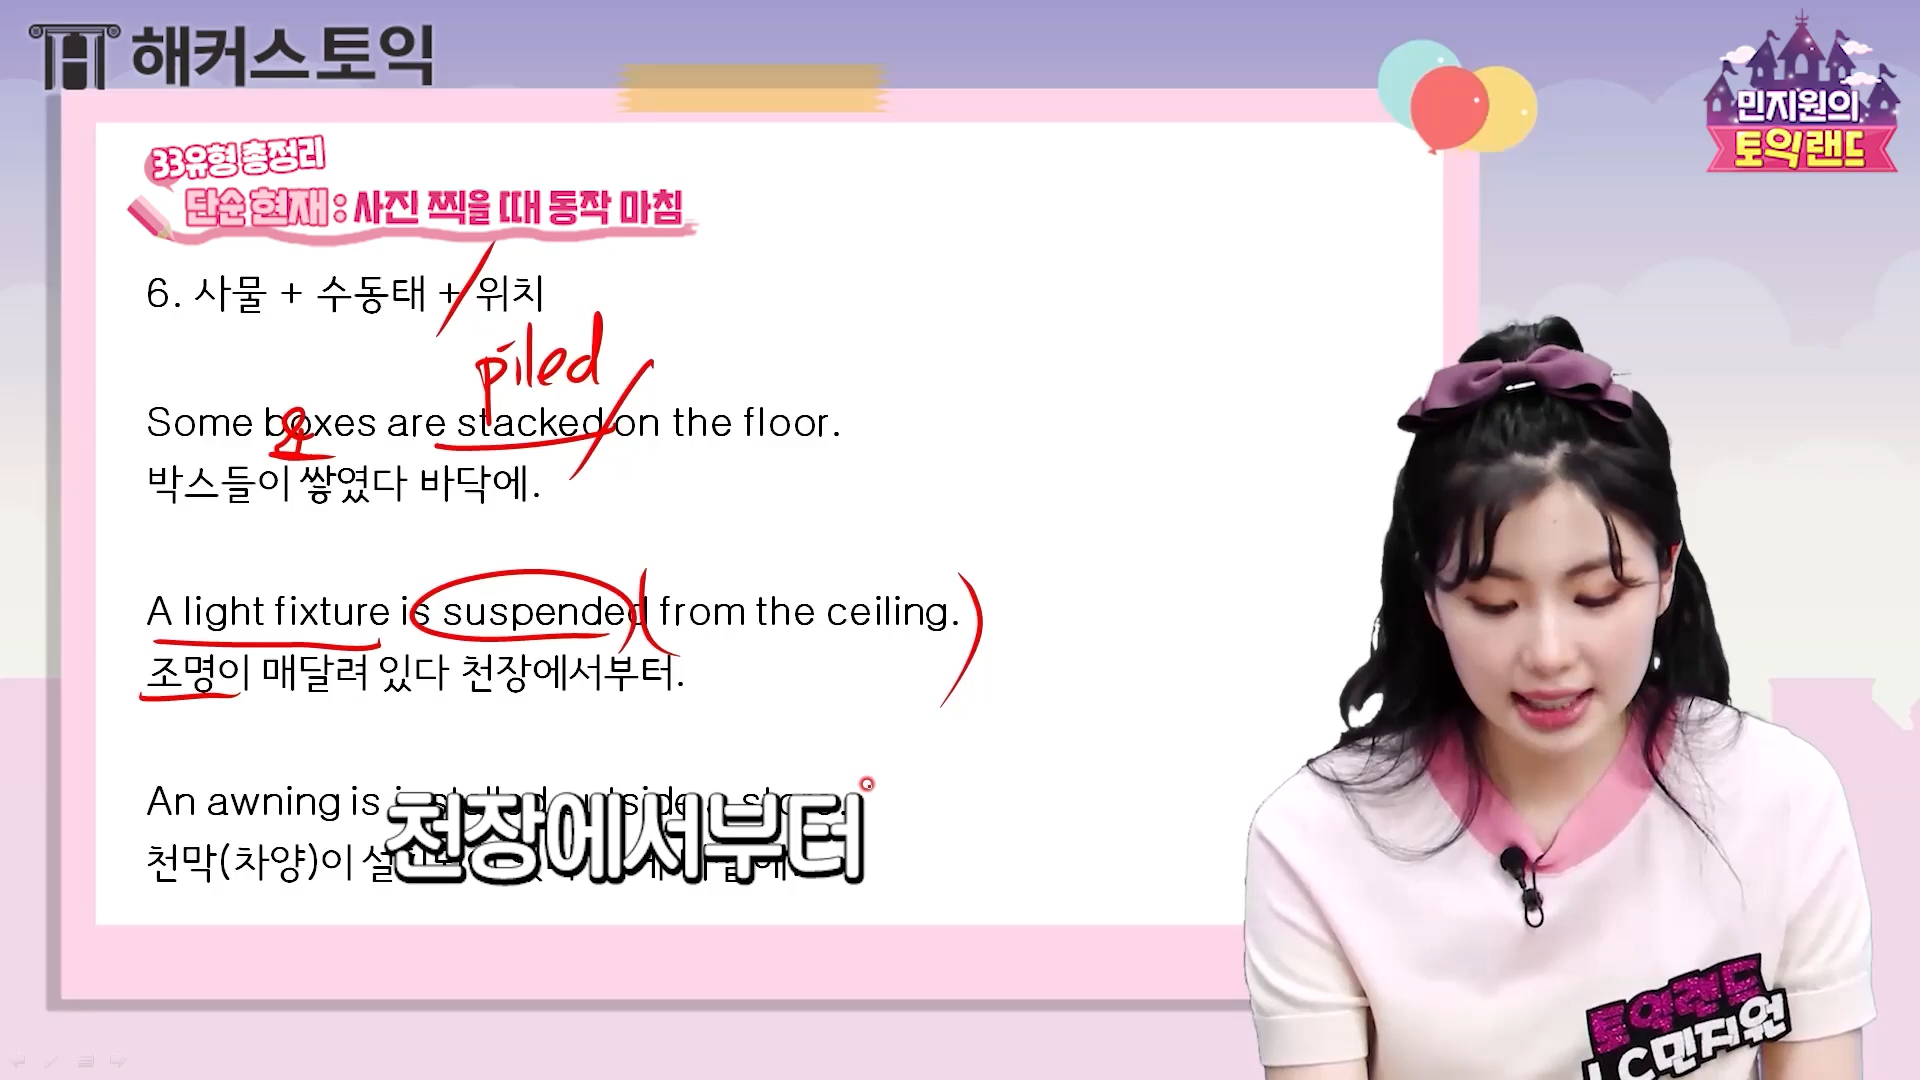 해커스토익
민지원의
토익랜드
33유형 총정리
단순 현재 : 사진 찍을 때 동작 마침
6. 사물 + 수동태 + 위치
piled
Some boxes are stacked on the floor.
박스들이 쌓였다 바닥에.
A light fixture is suspended from the ceiling.
조명이 매달려 있다 천장에서부터.
An awning is
천막(차양)이
천장에서부터
토익랜드
LC민지원